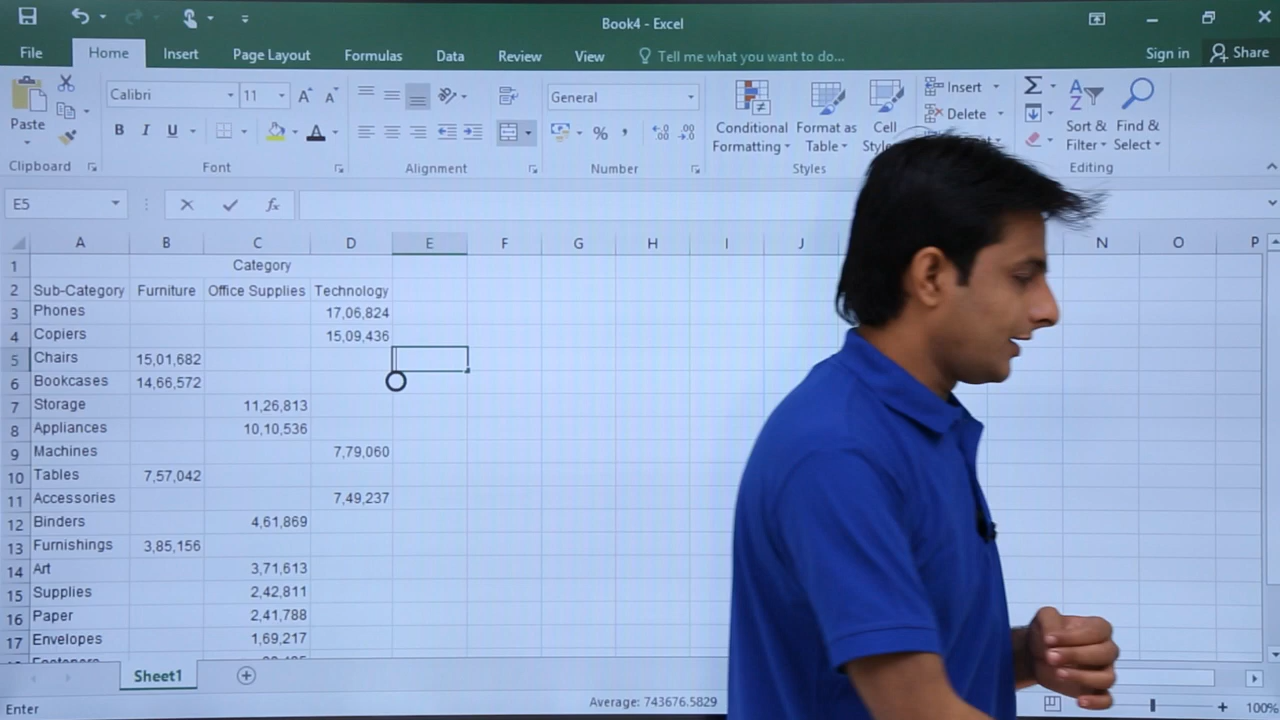 Book4 - Excel
File Home Insert Page Layout Formulas Data Review View Tell me what you want to do... Sign in Share
Calibri 11 General Insert
Paste B I U % Conditional Formatting Format as Table Cell Delete Sort & Filter Find & Select
Clipboard Font Alignment Number Styles Editing
E5 fx
A B C D E F G H I J N O P
1 Category
2 Sub-Category Furniture Office Supplies Technology
3 Phones 17,06,824
4 Copiers 15,09,436
5 Chairs 15,01,682
6 Bookcases 14,66,572
7 Storage 11,26,813
8 Appliances 10,10,536
9 Machines 7,79,060
10 Tables 7,57,042
11 Accessories 7,49,237
12 Binders 4,61,869
13 Furnishings 3,85,156
14 Art 3,71,613
15 Supplies 2,42,811
16 Paper 2,41,788
17 Envelopes 1,69,217
Sheet1
Enter Average: 743676.5829 100%